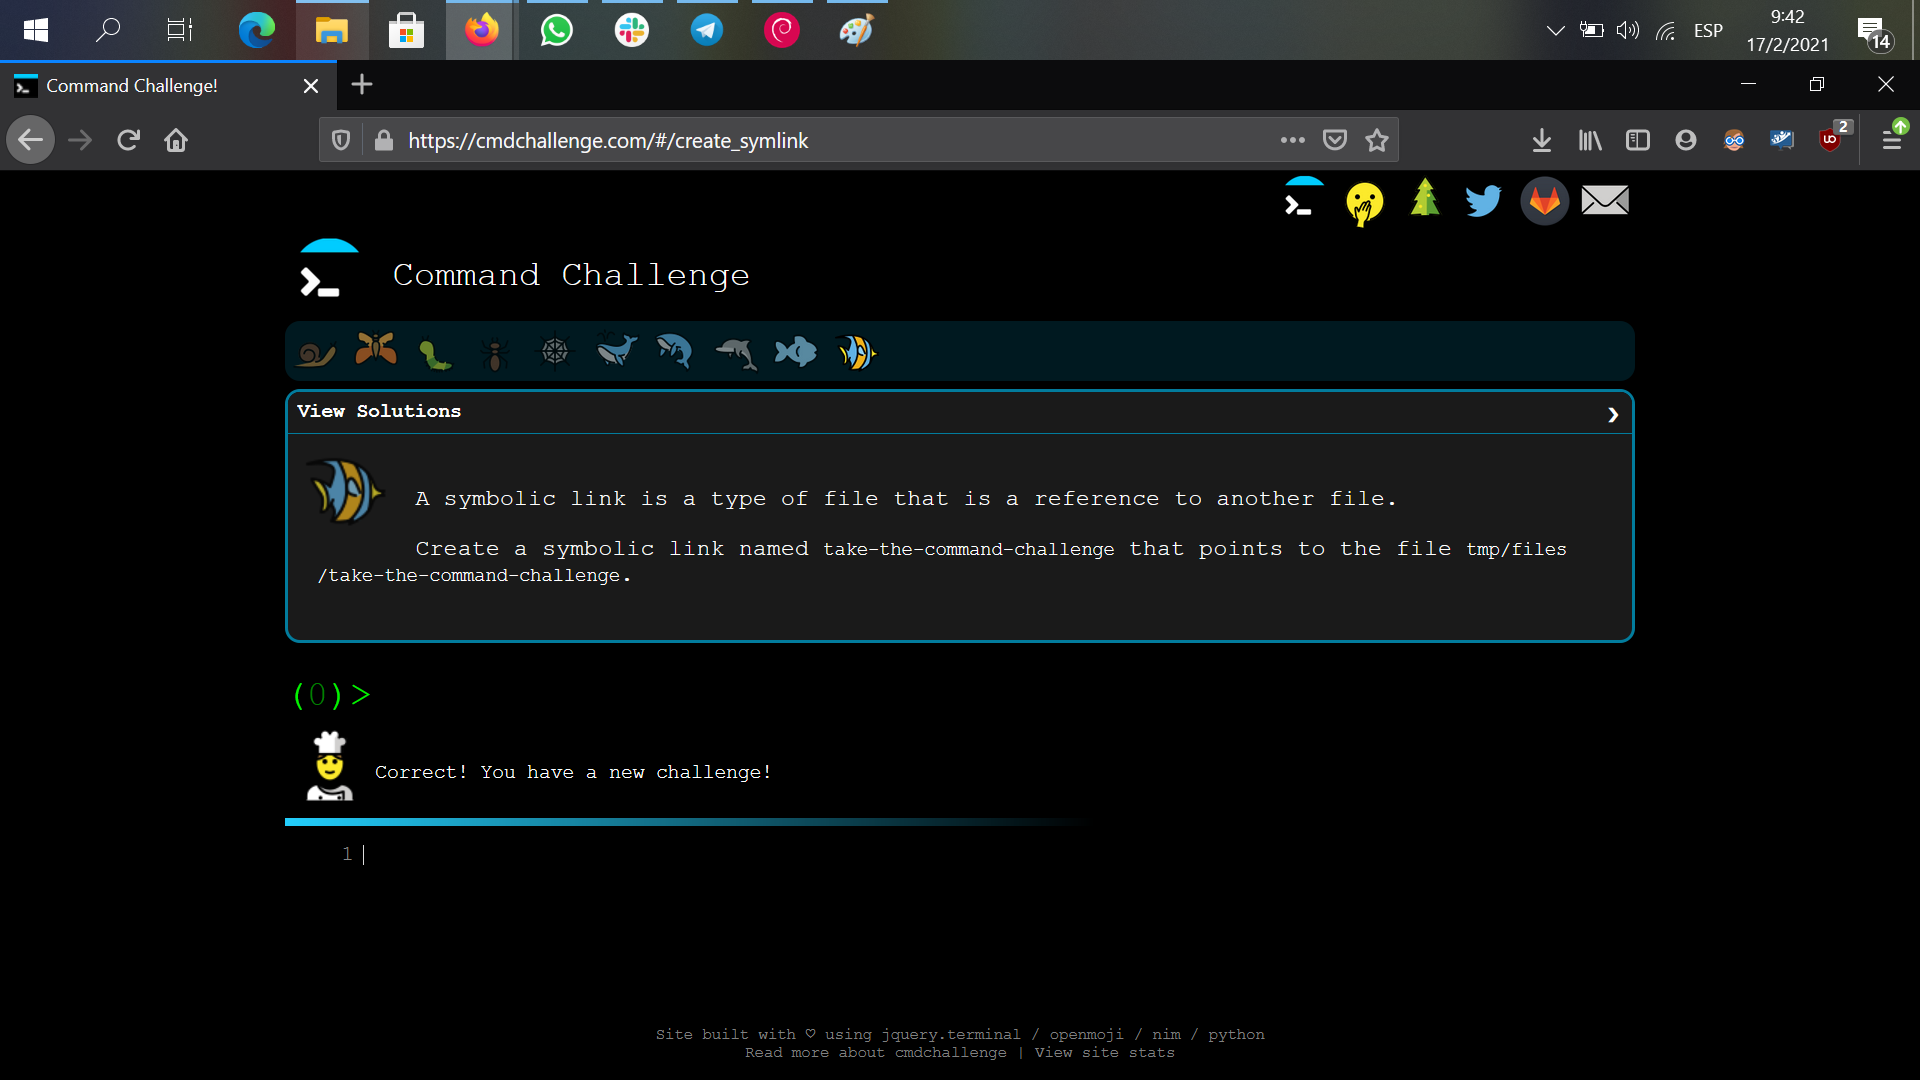 ESP
9:42
17/2/2021
14
Command Challenge!
https://cmdchallenge.com/#/create_symlink
2
Command Challenge
View Solutions
A symbolic link is a type of file that is a reference to another file.
Create a symbolic link named take-the-command-challenge that points to the file tmp/files
/take-the-command-challenge.
(0)>
Correct! You have a new challenge!
1
Site built with ♡ using jquery.terminal / openmoji / nim / python
Read more about cmdchallenge | View site stats